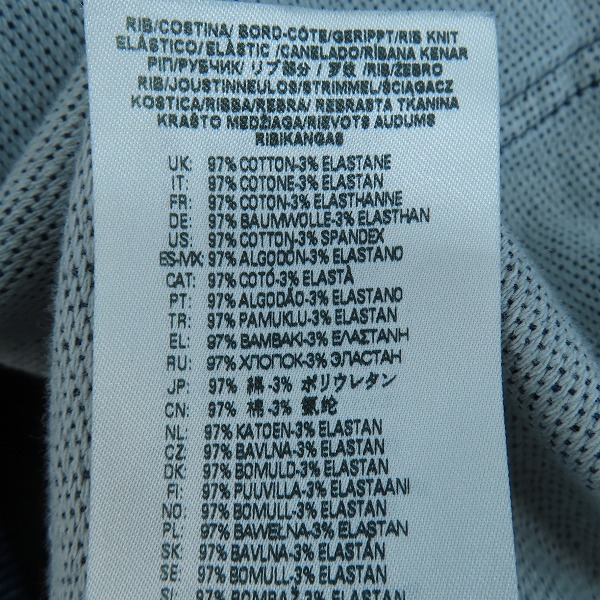 RIB/COSTINA/ BORD-CÔTE/GERIPPT/RIB KNIT
ELÁSTICO/ELÀSTIC /CANELADO/RİBANA KENAR
ΡΙΠ/РУБЧИК/ リブ部分 / 罗纹 /RIB/ŽEBRO
RIB/JOUSTINNEULOS/STRIMMEL/ŚCIĄGACZ
KOSTICA/RIBBA/REBRA/ REBRASTA TKANINA
KRAŠTO MEDŽIAGA/RIEVOTS AUDUMS
RIBIKANGAS
UK: 97% COTTON-3% ELASTANE
IT: 97% COTONE-3% ELASTAN
FR: 97% COTON-3% ELASTHANNE
DE: 97% BAUMWOLLE-3% ELASTHAN
US: 97% COTTON-3% SPANDEX
ES-MX: 97% ALGODÓN-3% ELASTANO
CAT: 97% COTÓ-3% ELASTÀ
PT: 97% ALGODÃO-3% ELASTANO
TR: 97% PAMUKLU-3% ELASTAN
EL: 97% ΒΑΜΒΑΚΙ-3% ΕΛΑΣΤΑΝΗ
RU: 97% ХЛОПОК-3% ЭЛАСТАН
JP: 97% 綿 -3% ポリウレタン
CN: 97% 棉 -3% 氨纶
NL: 97% KATOEN-3% ELASTAN
CZ: 97% BAVLNA-3% ELASTAN
DK: 97% BOMULD-3% ELASTAN
FI: 97% PUUVILLA-3% ELASTAANI
NO: 97% BOMULL-3% ELASTAN
PL: 97% BAWEŁNA-3% ELASTAN
SK: 97% BAVLNA-3% ELASTÁN
SE: 97% BOMULL-3% ELASTAN
SI: 97% BOMBAŽ-3% ELASTAN